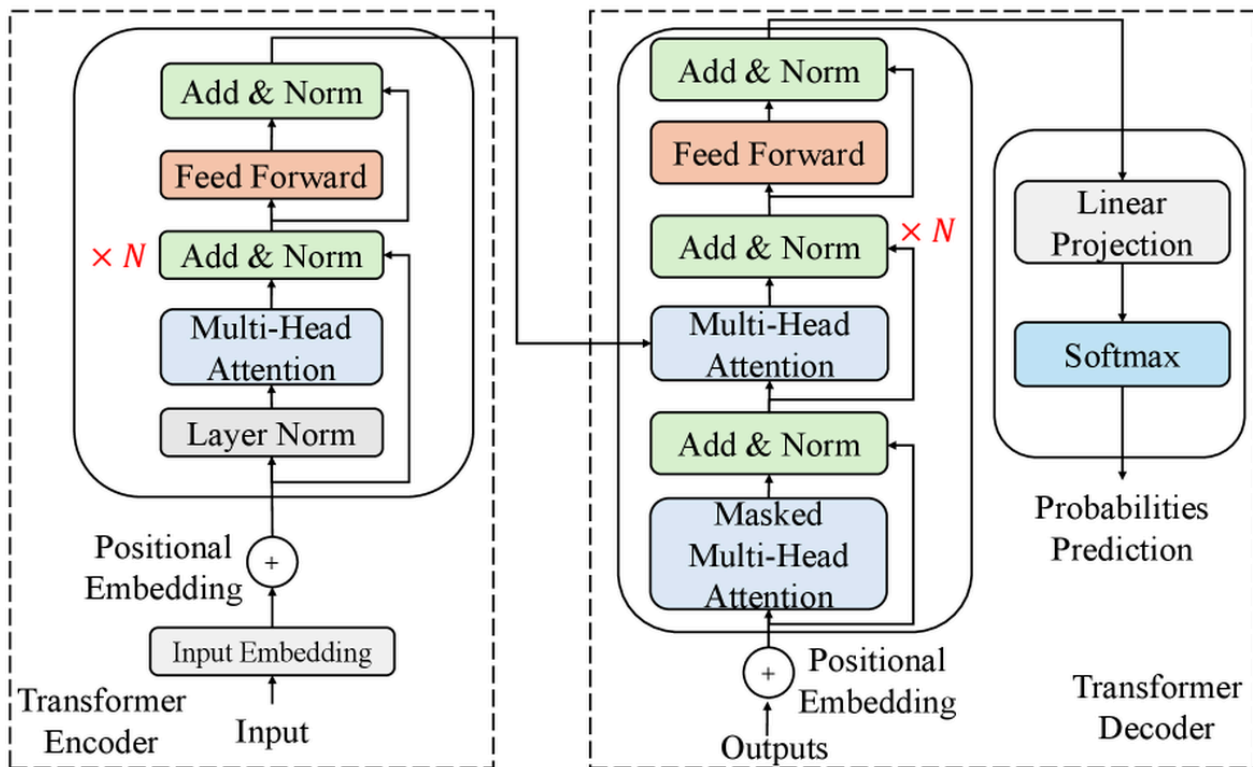 Add & Norm
Feed Forward
× N
Add & Norm
Multi-Head
Attention
Layer Norm
Positional
Embedding
+
Input Embedding
Transformer
Encoder
Input
Add & Norm
Feed Forward
Add & Norm
× N
Multi-Head
Attention
Add & Norm
Masked
Multi-Head
Attention
+
Positional
Embedding
Outputs
Linear
Projection
Softmax
Probabilities
Prediction
Transformer
Decoder